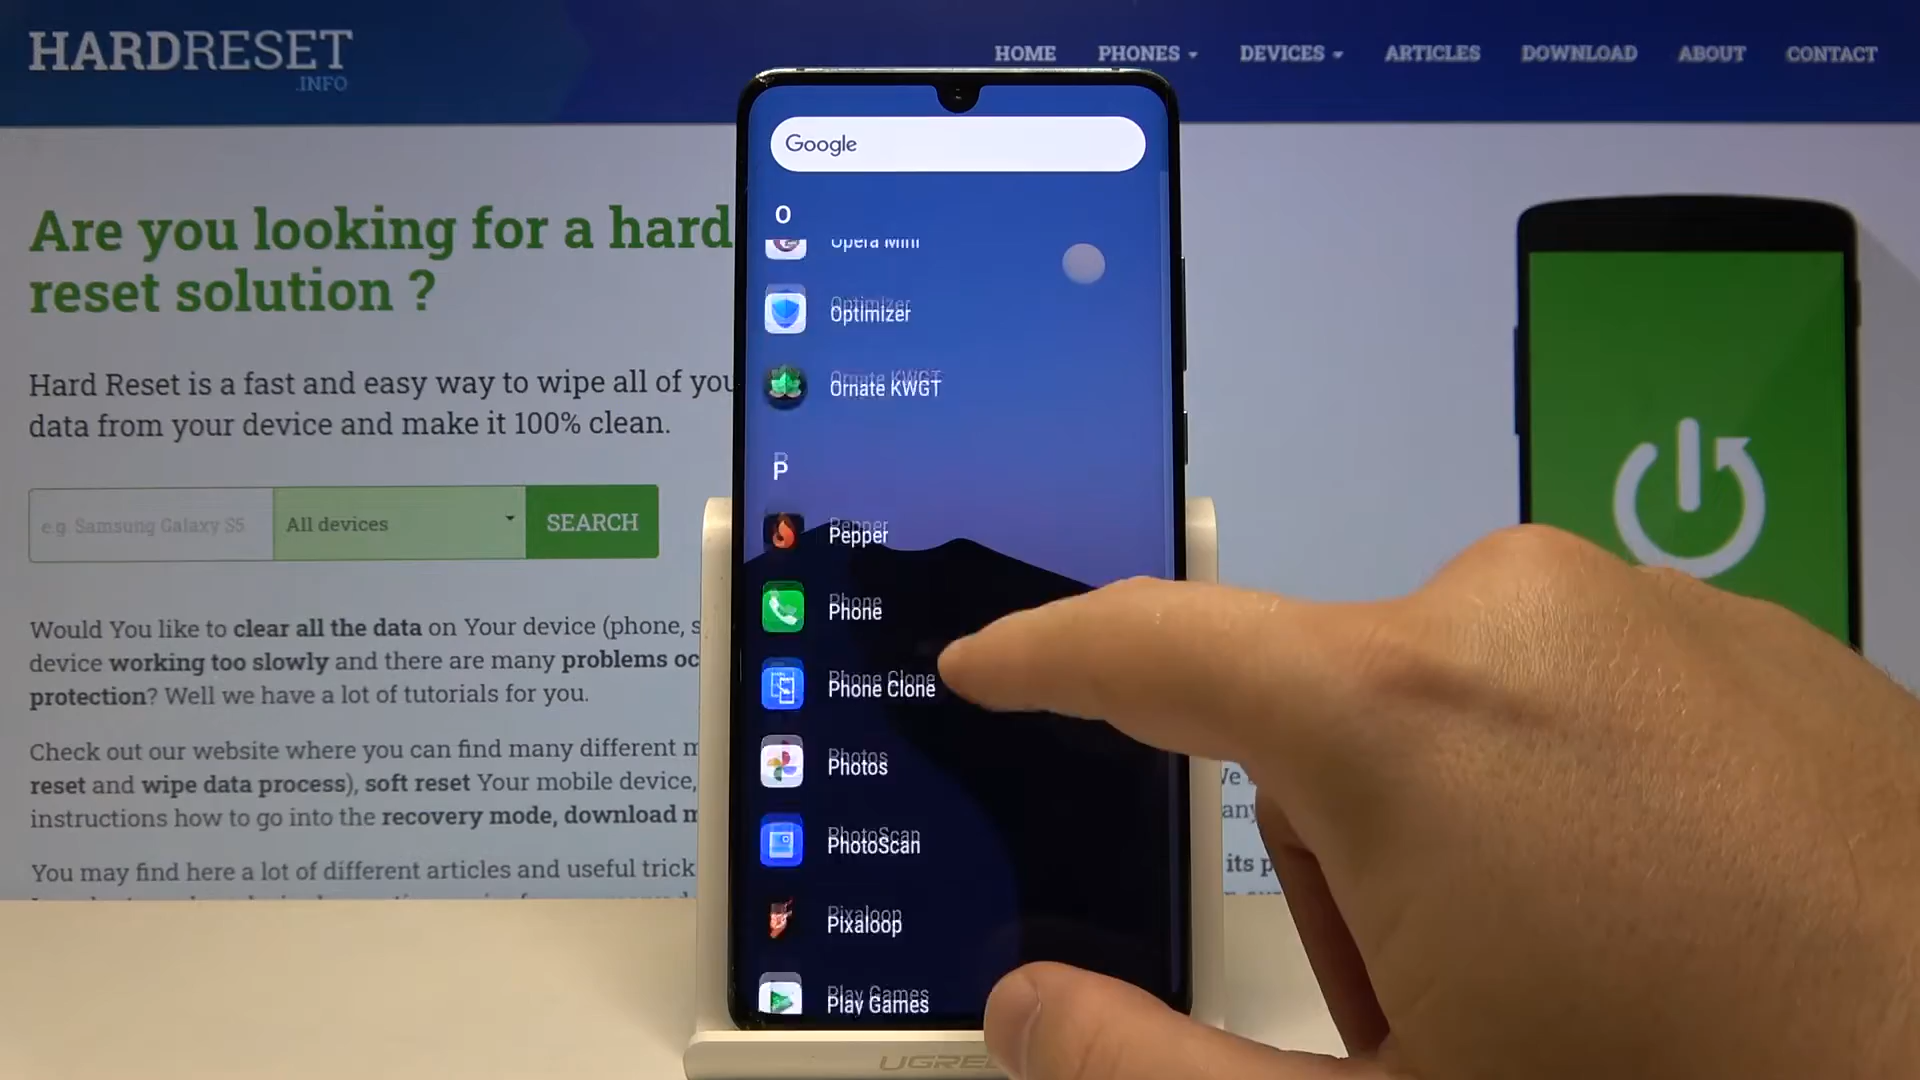 HARDRESET
.INFO
HOME PHONES DEVICES ARTICLES DOWNLOAD ABOUT CONTACT
Are you looking for a hard
reset solution ?
Hard Reset is a fast and easy way to wipe all of you
data from your device and make it 100% clean.
e.g. Samsung Galaxy S5 All devices SEARCH
Would You like to clear all the data on Your device (phone, s
device working too slowly and there are many problems oc
protection? Well we have a lot of tutorials for you.
Check out our website where you can find many different m
reset and wipe data process), soft reset Your mobile device,
instructions how to go into the recovery mode, download m
You may find here a lot of different articles and useful trick
We
any
its p
Google
O
Opera Mini
Optimizer
Ornate KWGT
P
Pepper
Phone
Phone Clone
Photos
PhotoScan
Pixaloop
Play Games
UGREE